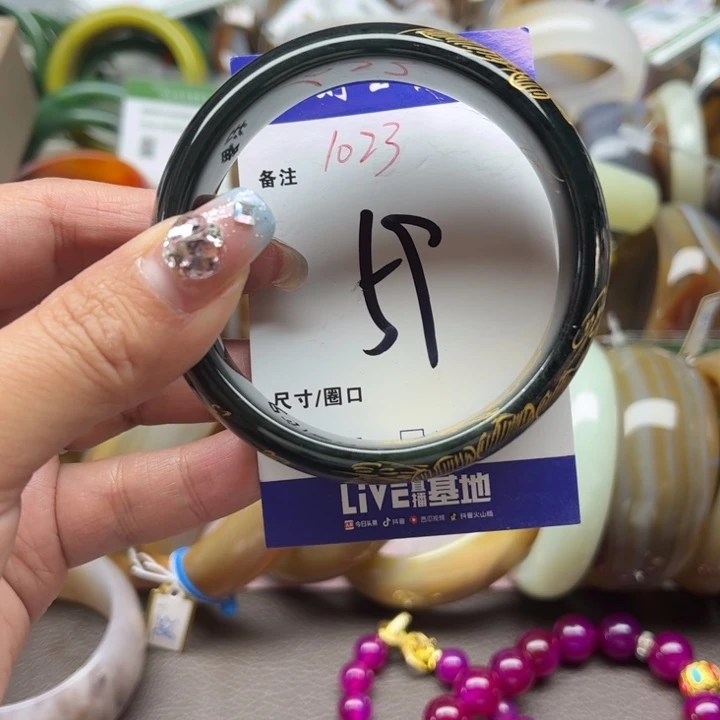 1023
备注
57
尺寸/圈口
LiVE直播基地
今日头条 抖音 西瓜视频 抖音火山版